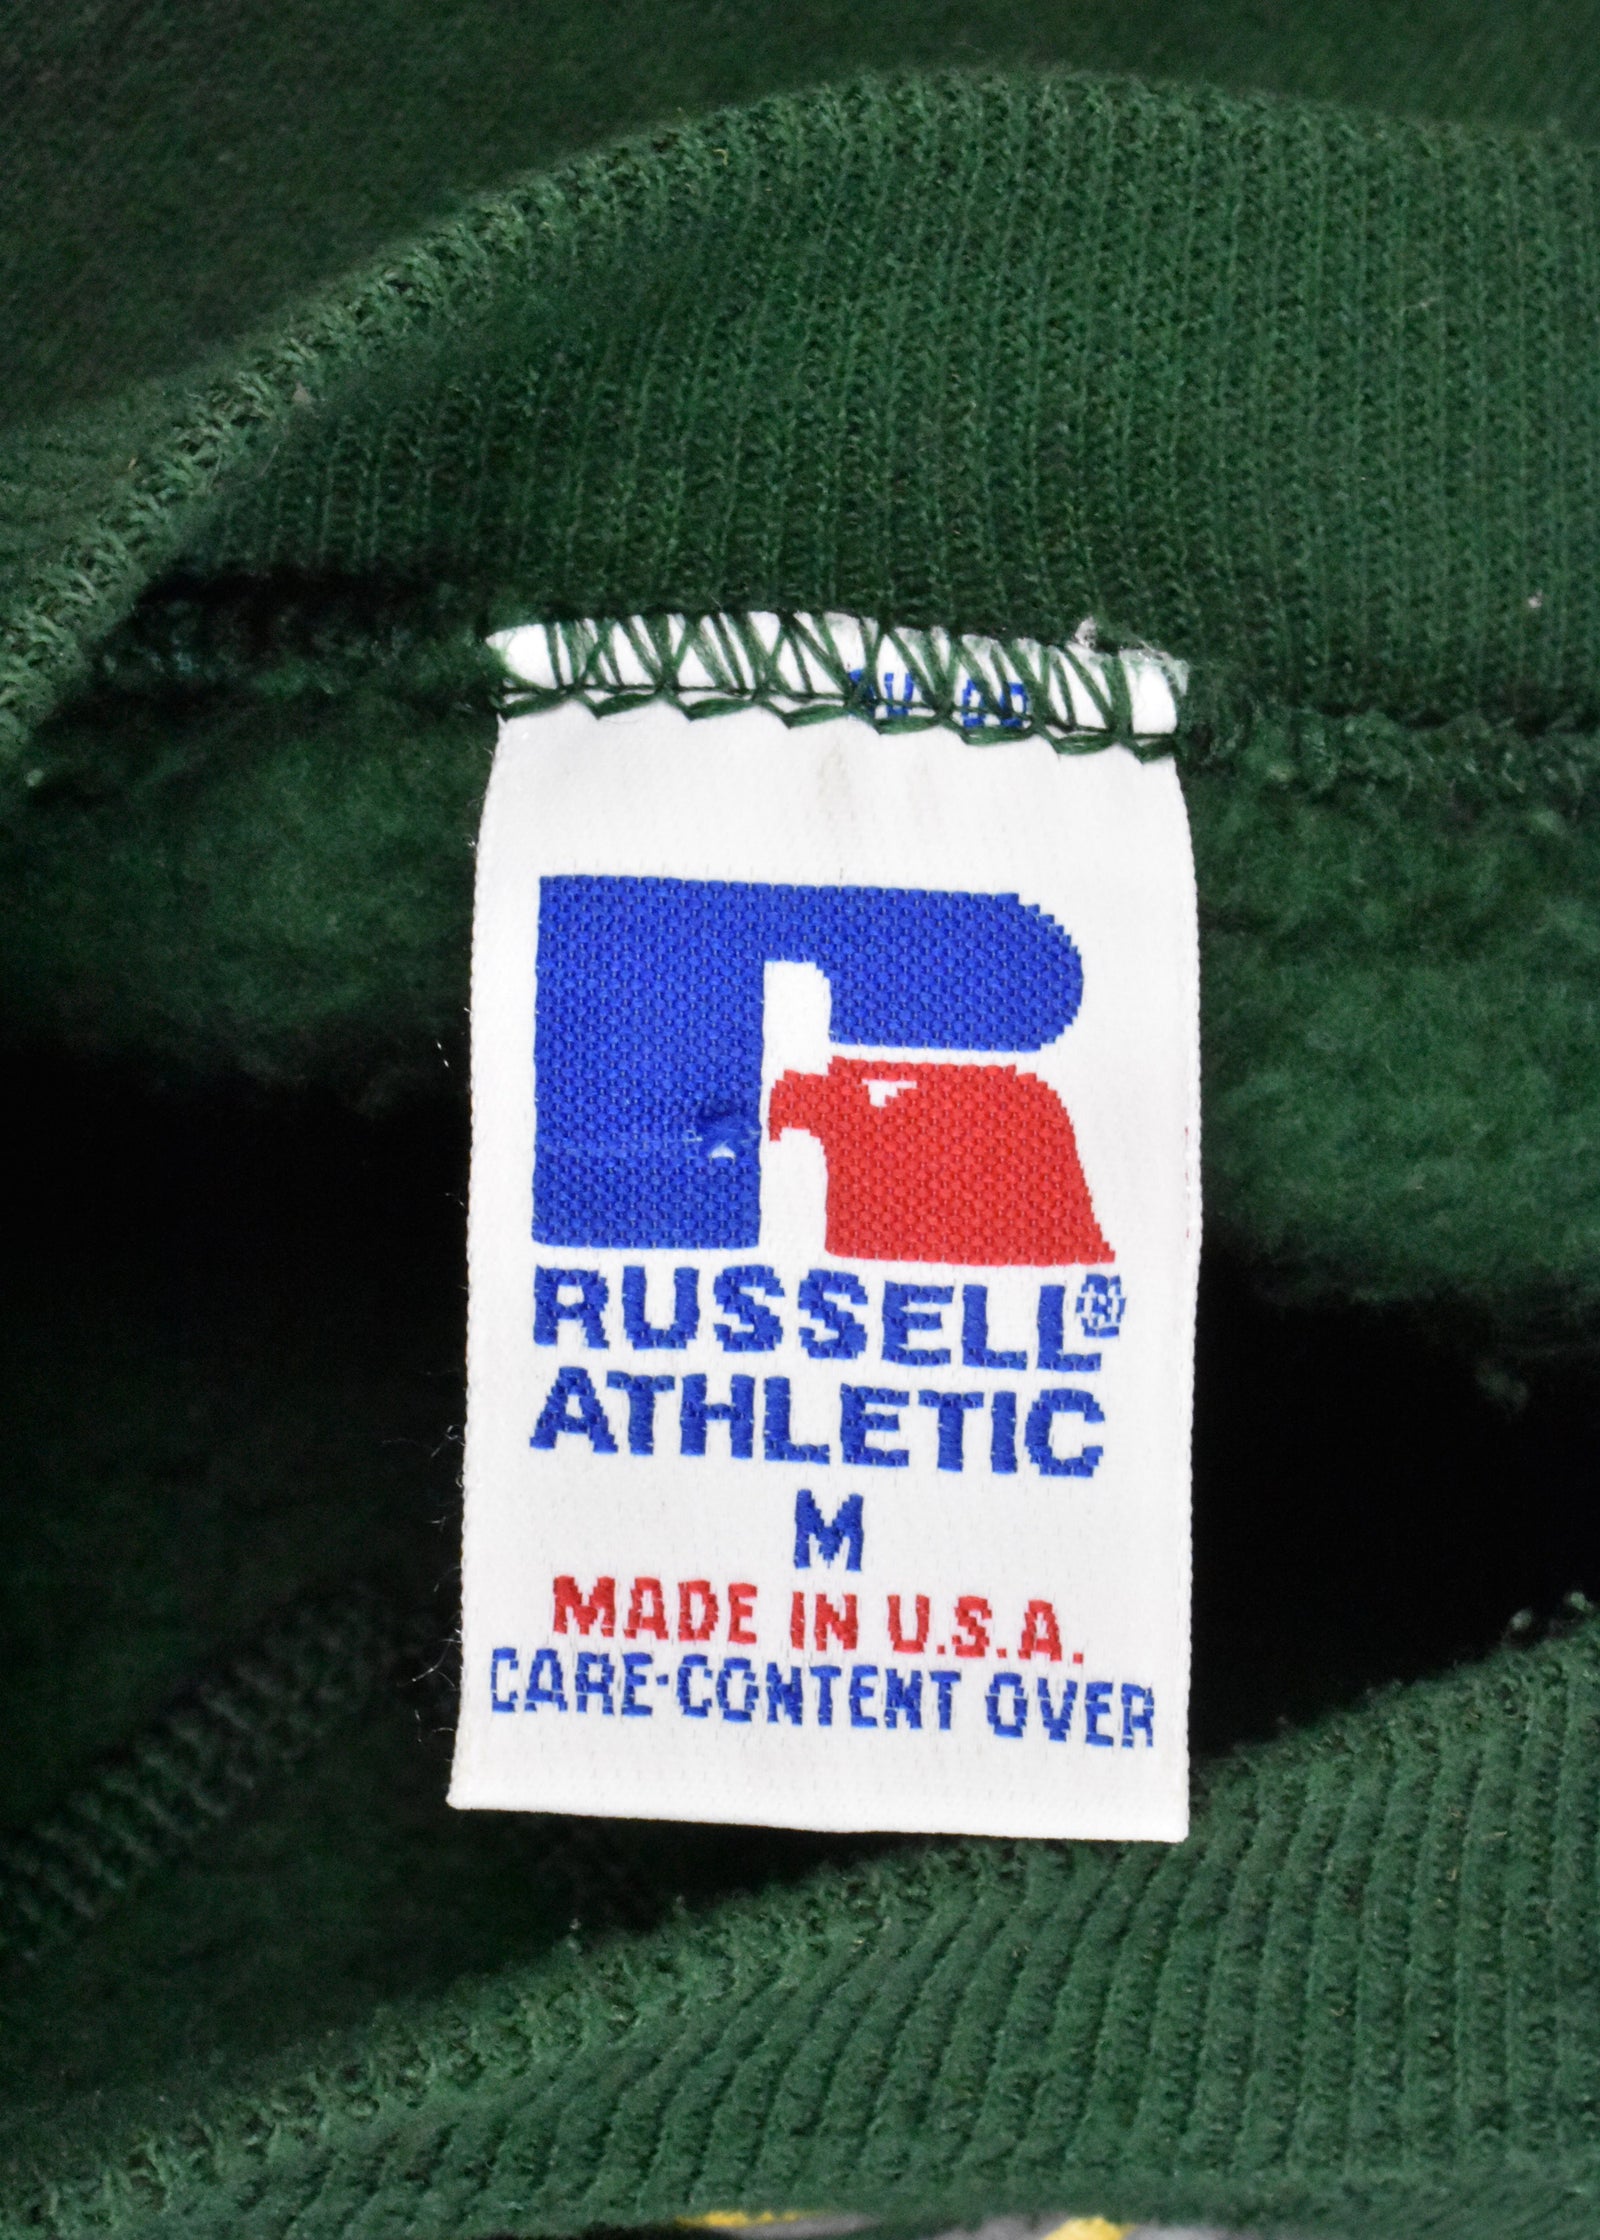 RUSSELL®
ATHLETIC
M
MADE IN U.S.A.
CARE-CONTENT OVER